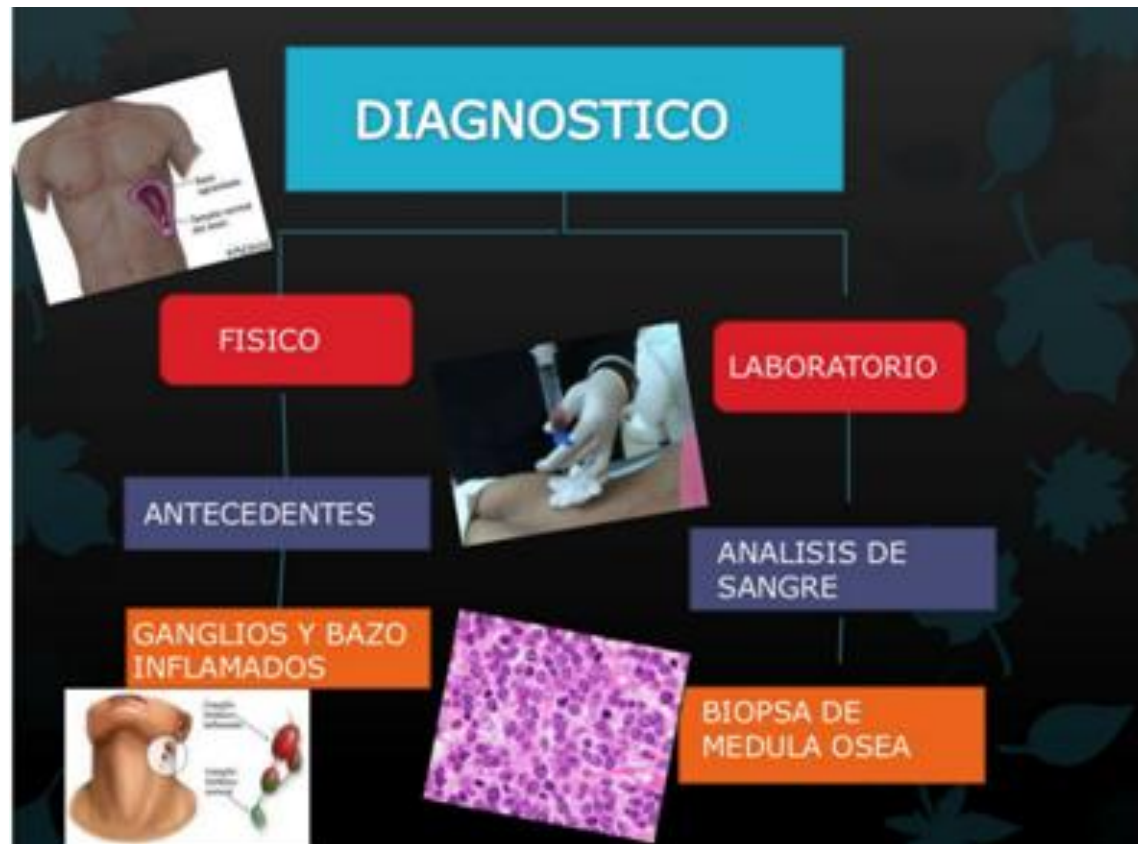 DIAGNOSTICO
FISICO
LABORATORIO
ANTECEDENTES
ANALISIS DE
SANGRE
GANGLIOS Y BAZO
INFLAMADOS
BIOPSA DE
MEDULA OSEA